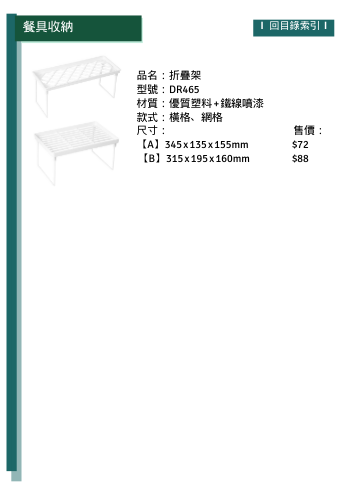 餐具收納
I 回目錄索引 I
品名：折疊架
型號：DR465
材質：優質塑料+鐵線噴漆
款式：橫格、網格
尺寸： 售價：
【A】345x135x155mm $72
【B】315x195x160mm $88